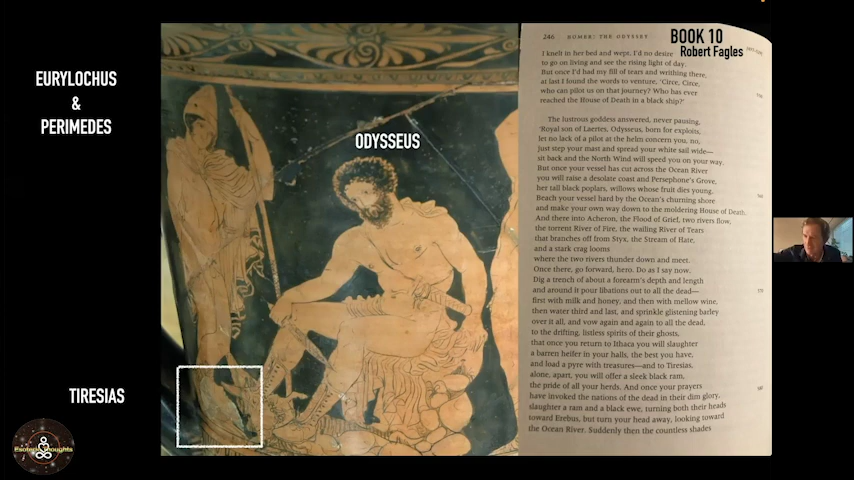 EURYLOCHUS
&
PERIMEDES
TIRESIAS
Esoteric Thoughts
ODYSSEUS
246 HOMER: THE ODYSSEY
BOOK 10
Robert Fagles
I knelt in her bed and wept. I'd no desire
to go on living and see the rising light of day.
But once I'd had my fill of tears and writhing there,
at last I found the words to venture, 'Circe, Circe,
who can pilot us on that journey? Who has ever
reached the House of Death in a black ship?'
The lustrous goddess answered, never pausing,
'Royal son of Laertes, Odysseus, born for exploits,
let no lack of a pilot at the helm concern you, no,
just step your mast and spread your white sail wide—
sit back and the North Wind will speed you on your way.
But once your vessel has cut across the Ocean River
you will raise a desolate coast and Persephone's Grove,
her tall black poplars, willows whose fruit dies young.
Beach your vessel hard by the Ocean's churning shore
and make your own way down to the moldering House of Death.
And there into Acheron, the Flood of Grief, two rivers flow,
the torrent River of Fire, the wailing River of Tears
that branches off from Styx, the Stream of Hate,
and a stark crag looms
where the two rivers thunder down and meet.
Once there, go forward, hero. Do as I say now.
Dig a trench of about a forearm's depth and length
and around it pour libations out to all the dead—
first with milk and honey, and then with mellow wine,
then water third and last, and sprinkle glistening barley
over it all, and vow again and again to all the dead,
to the drifting, listless spirits of their ghosts,
that once you return to Ithaca you will slaughter
a barren heifer in your halls, the best you have,
and load a pyre with treasures—and to Tiresias,
alone, apart, you will offer a sleek black ram,
the pride of all your herds. And once your prayers
have invoked the nations of the dead in their dim glory,
slaughter a ram and a black ewe, turning both their heads
toward Erebus, but turn your head away, looking toward
the Ocean River. Suddenly then the countless shades